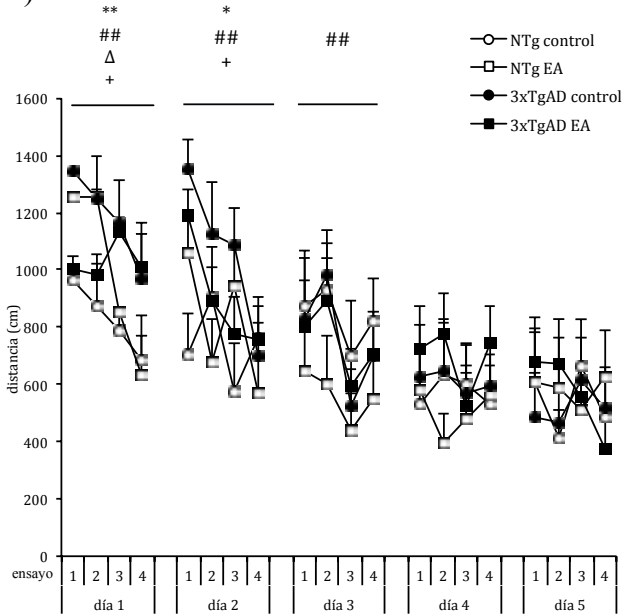 )
** * 
## ## ##
Δ +
+
NTg control
NTg EA
3xTgAD control
3xTgAD EA
1600
1400
1200
1000
800
600
400
200
0
distancia (cm)
ensayo 1 2 3 4 1 2 3 4 1 2 3 4 1 2 3 4 1 2 3 4
día 1 día 2 día 3 día 4 día 5